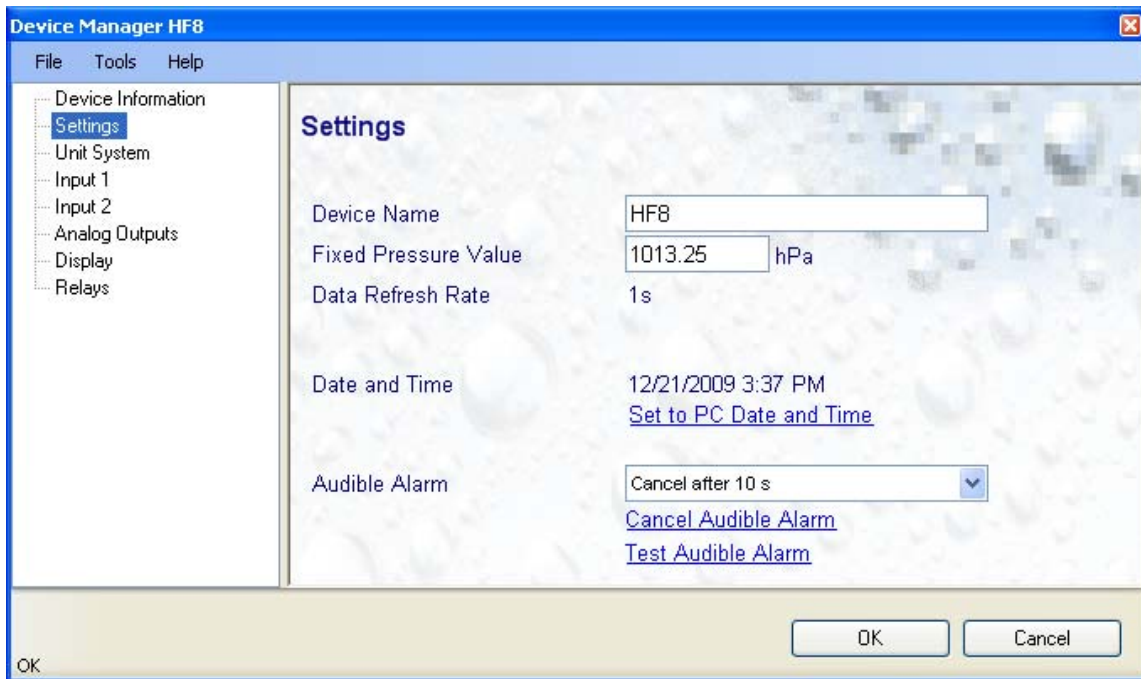 Device Manager HF8
File Tools Help
Device Information
Settings
Unit System
Input 1
Input 2
Analog Outputs
Display
Relays
Settings
Device Name HF8
Fixed Pressure Value 1013.25 hPa
Data Refresh Rate 1s
Date and Time 12/21/2009 3:37 PM
Set to PC Date and Time
Audible Alarm Cancel after 10 s
Cancel Audible Alarm
Test Audible Alarm
OK Cancel
OK